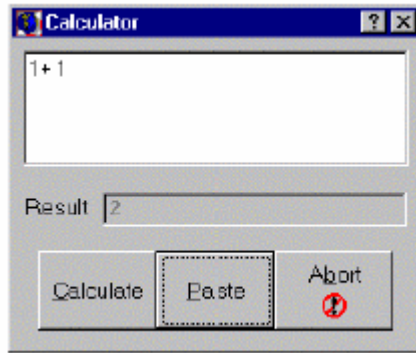 Calculator
1+ 1
Result 2
Calculate Paste Abort